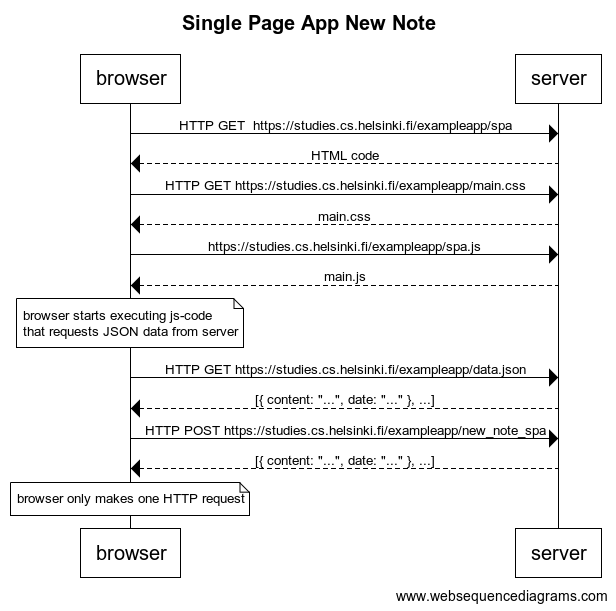 Single Page App New Note
browser
server
HTTP GET  https://studies.cs.helsinki.fi/exampleapp/spa
HTML code
HTTP GET https://studies.cs.helsinki.fi/exampleapp/main.css
main.css
https://studies.cs.helsinki.fi/exampleapp/spa.js
main.js
browser starts executing js-code
that requests JSON data from server
HTTP GET https://studies.cs.helsinki.fi/exampleapp/data.json
[{ content: "...", date: "..." }, ...]
HTTP POST https://studies.cs.helsinki.fi/exampleapp/new_note_spa
[{ content: "...", date: "..." }, ...]
browser only makes one HTTP request
browser
server
www.websequencediagrams.com